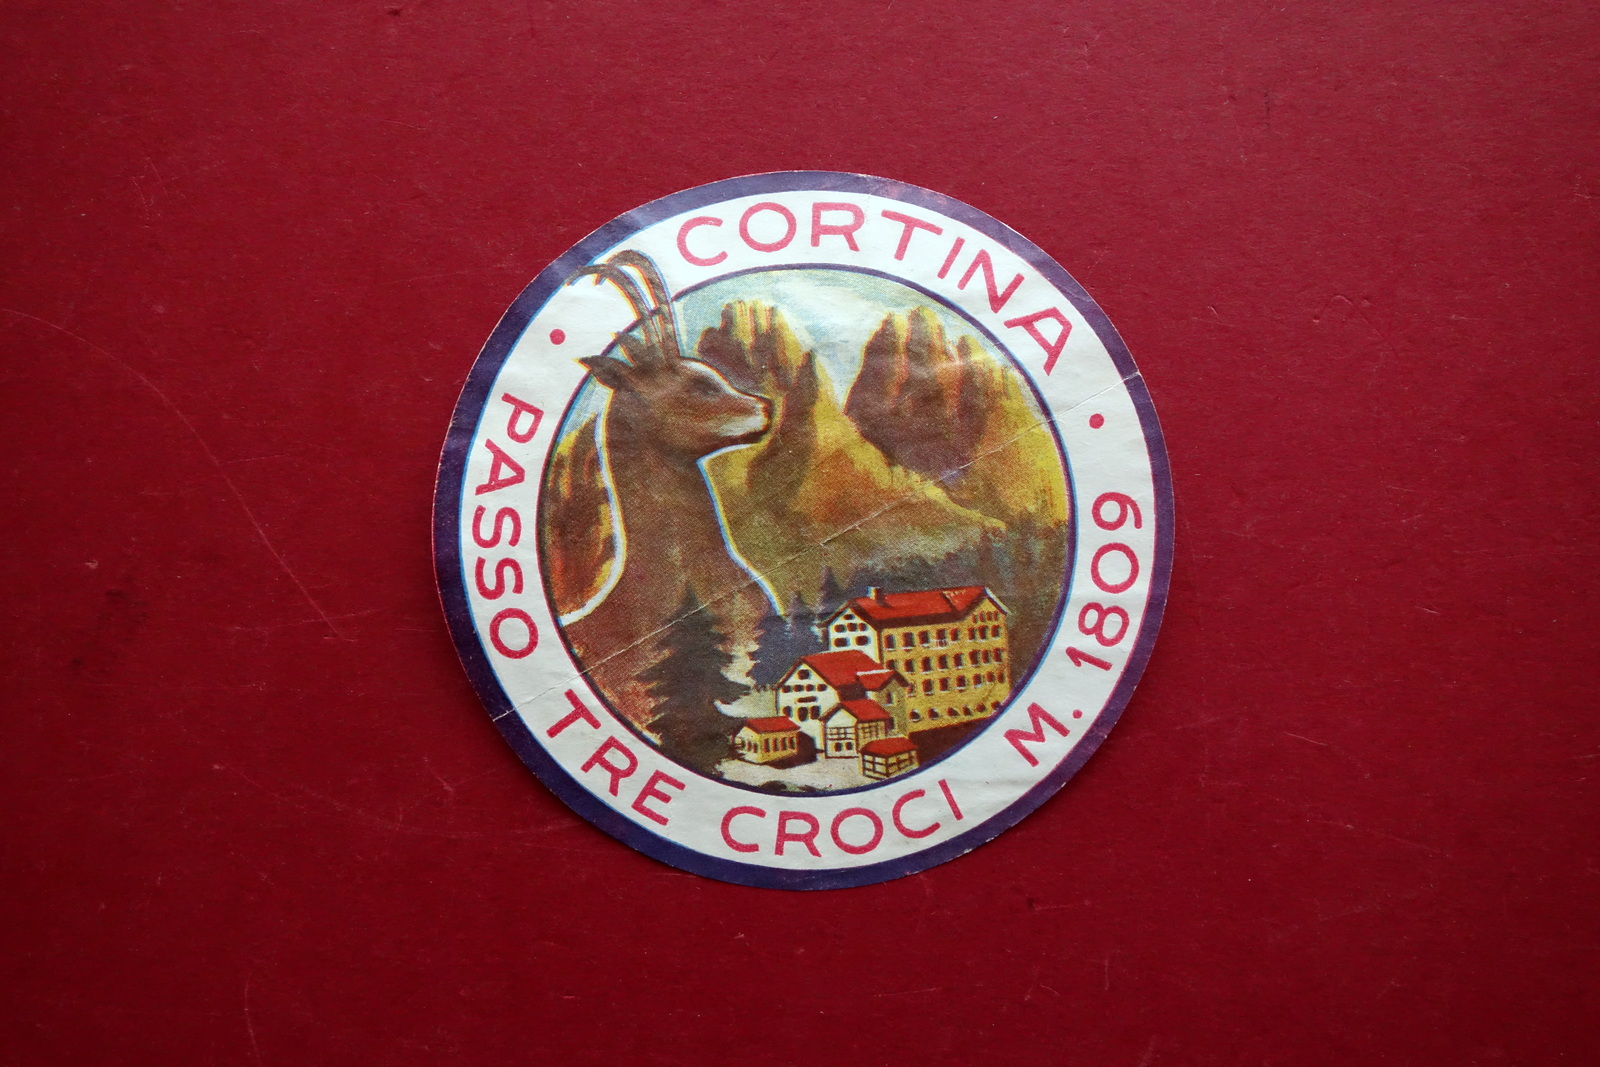 CORTINA
PASSO TRE CROCI M. 1809